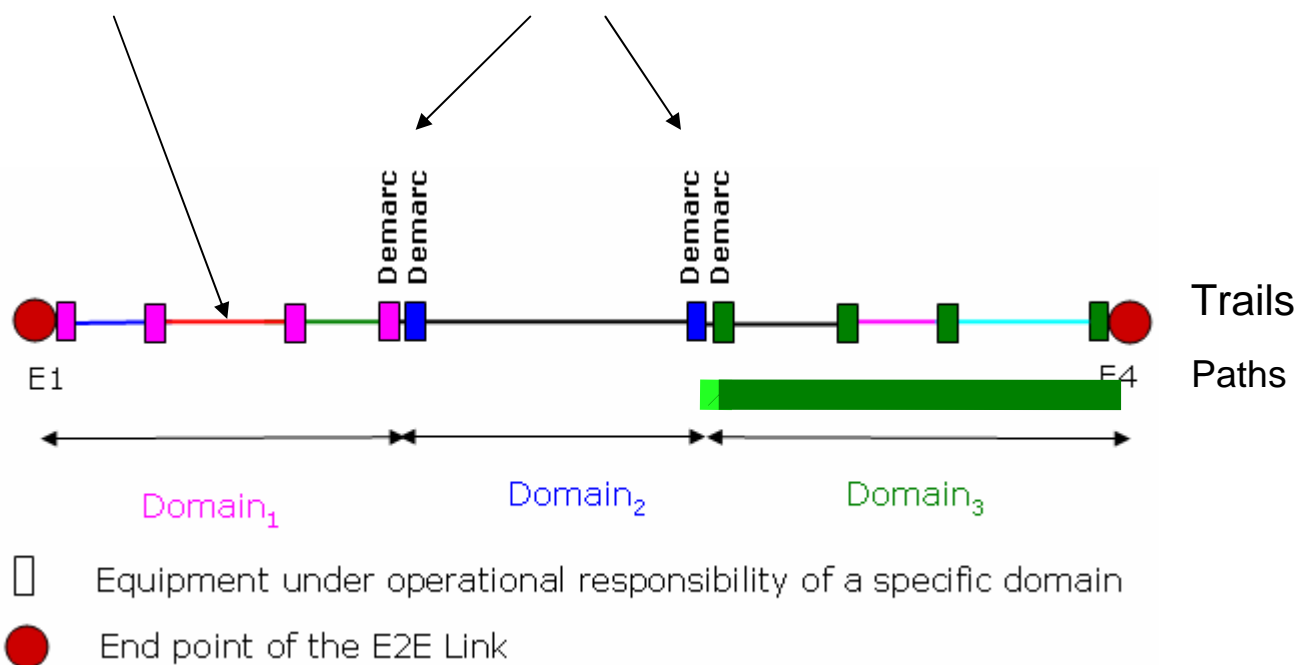 Demarc
Demarc
Demarc
Demarc
Trails
E1
E4
Paths
Domain1
Domain2
Domain3
Equipment under operational responsibility of a specific domain
End point of the E2E Link